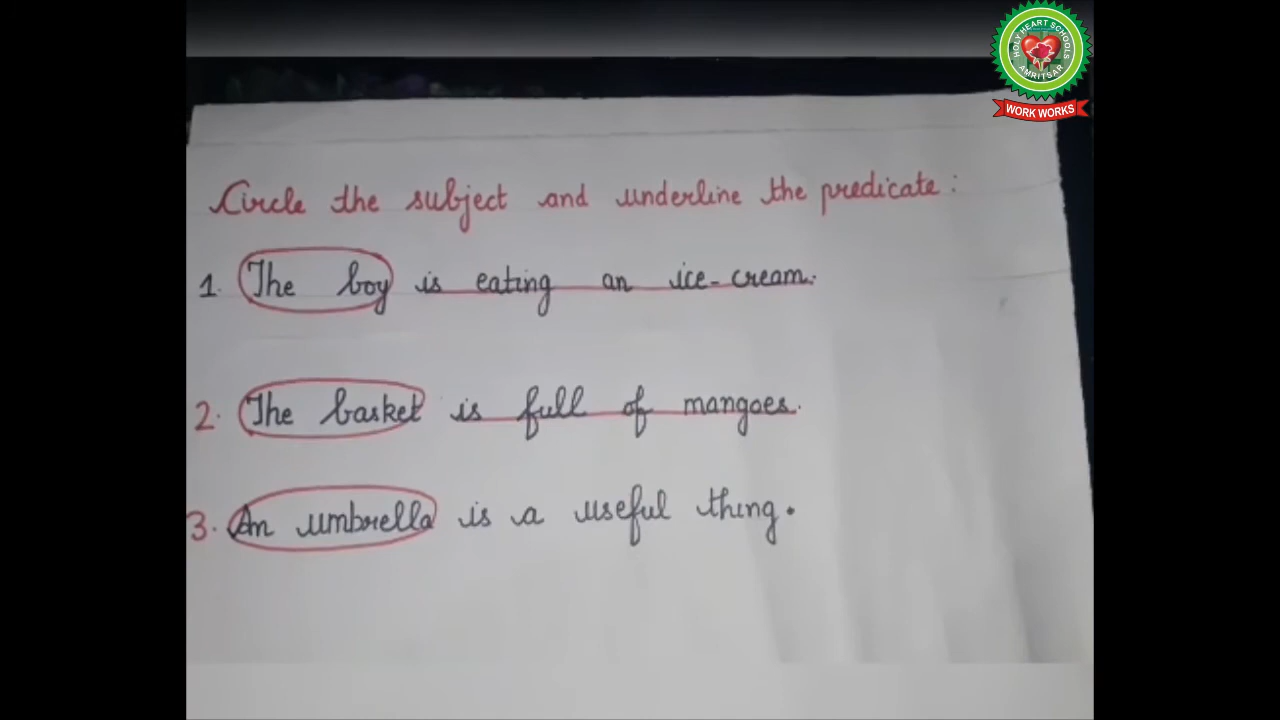 HOLY HEART SCHOOLS
AMRITSAR
WORK WORKS
Circle the subject and underline the predicate:
1. The boy is eating an ice-cream.
2. The basket is full of mangoes.
3. An umbrella is a useful thing.